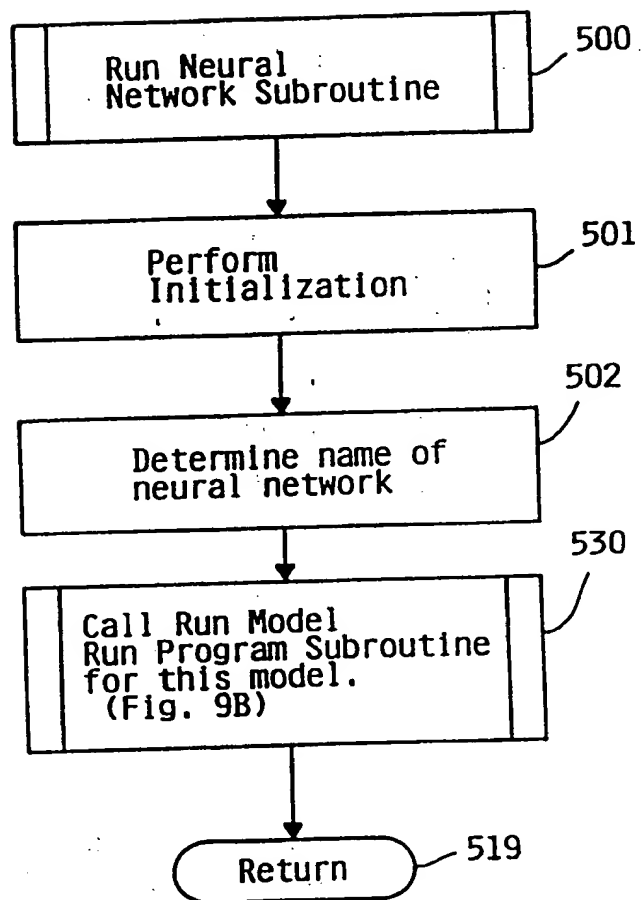 Run Neural
Network Subroutine
500
Perform
Initialization
501
Determine name of
neural network
502
Call Run Model
Run Program Subroutine
for this model.
(Fig. 9B)
530
Return
519